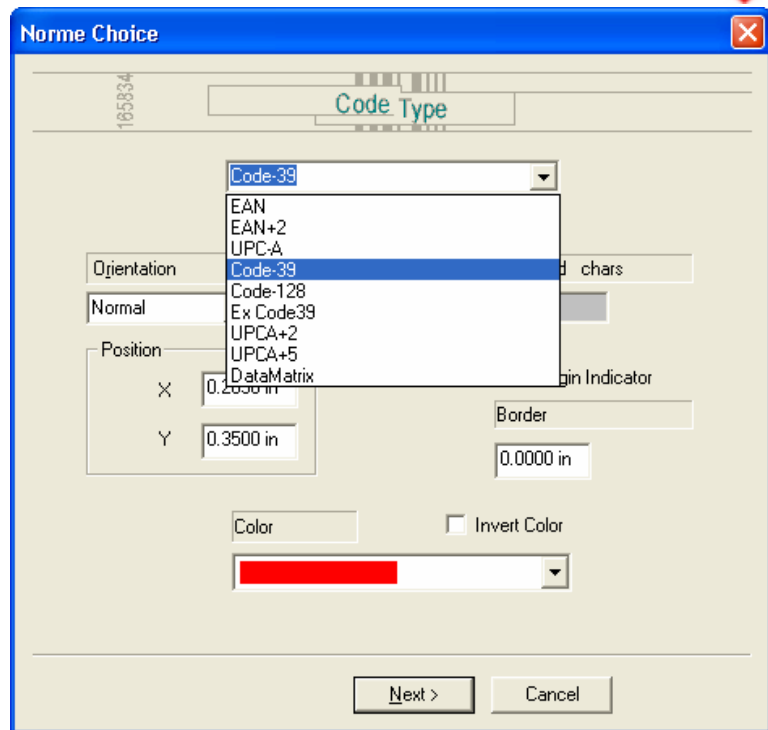 Norme Choice
165834
Code Type
Code-39
EAN
EAN+2
UPC-A
Code-39
Code-128
Ex Code39
UPCA+2
UPCA+5
DataMatrix
Orientation
chars
Normal
Position
X
Indicator
Border
Y 0.3500 in
0.0000 in
Color
Invert Color
Next >
Cancel